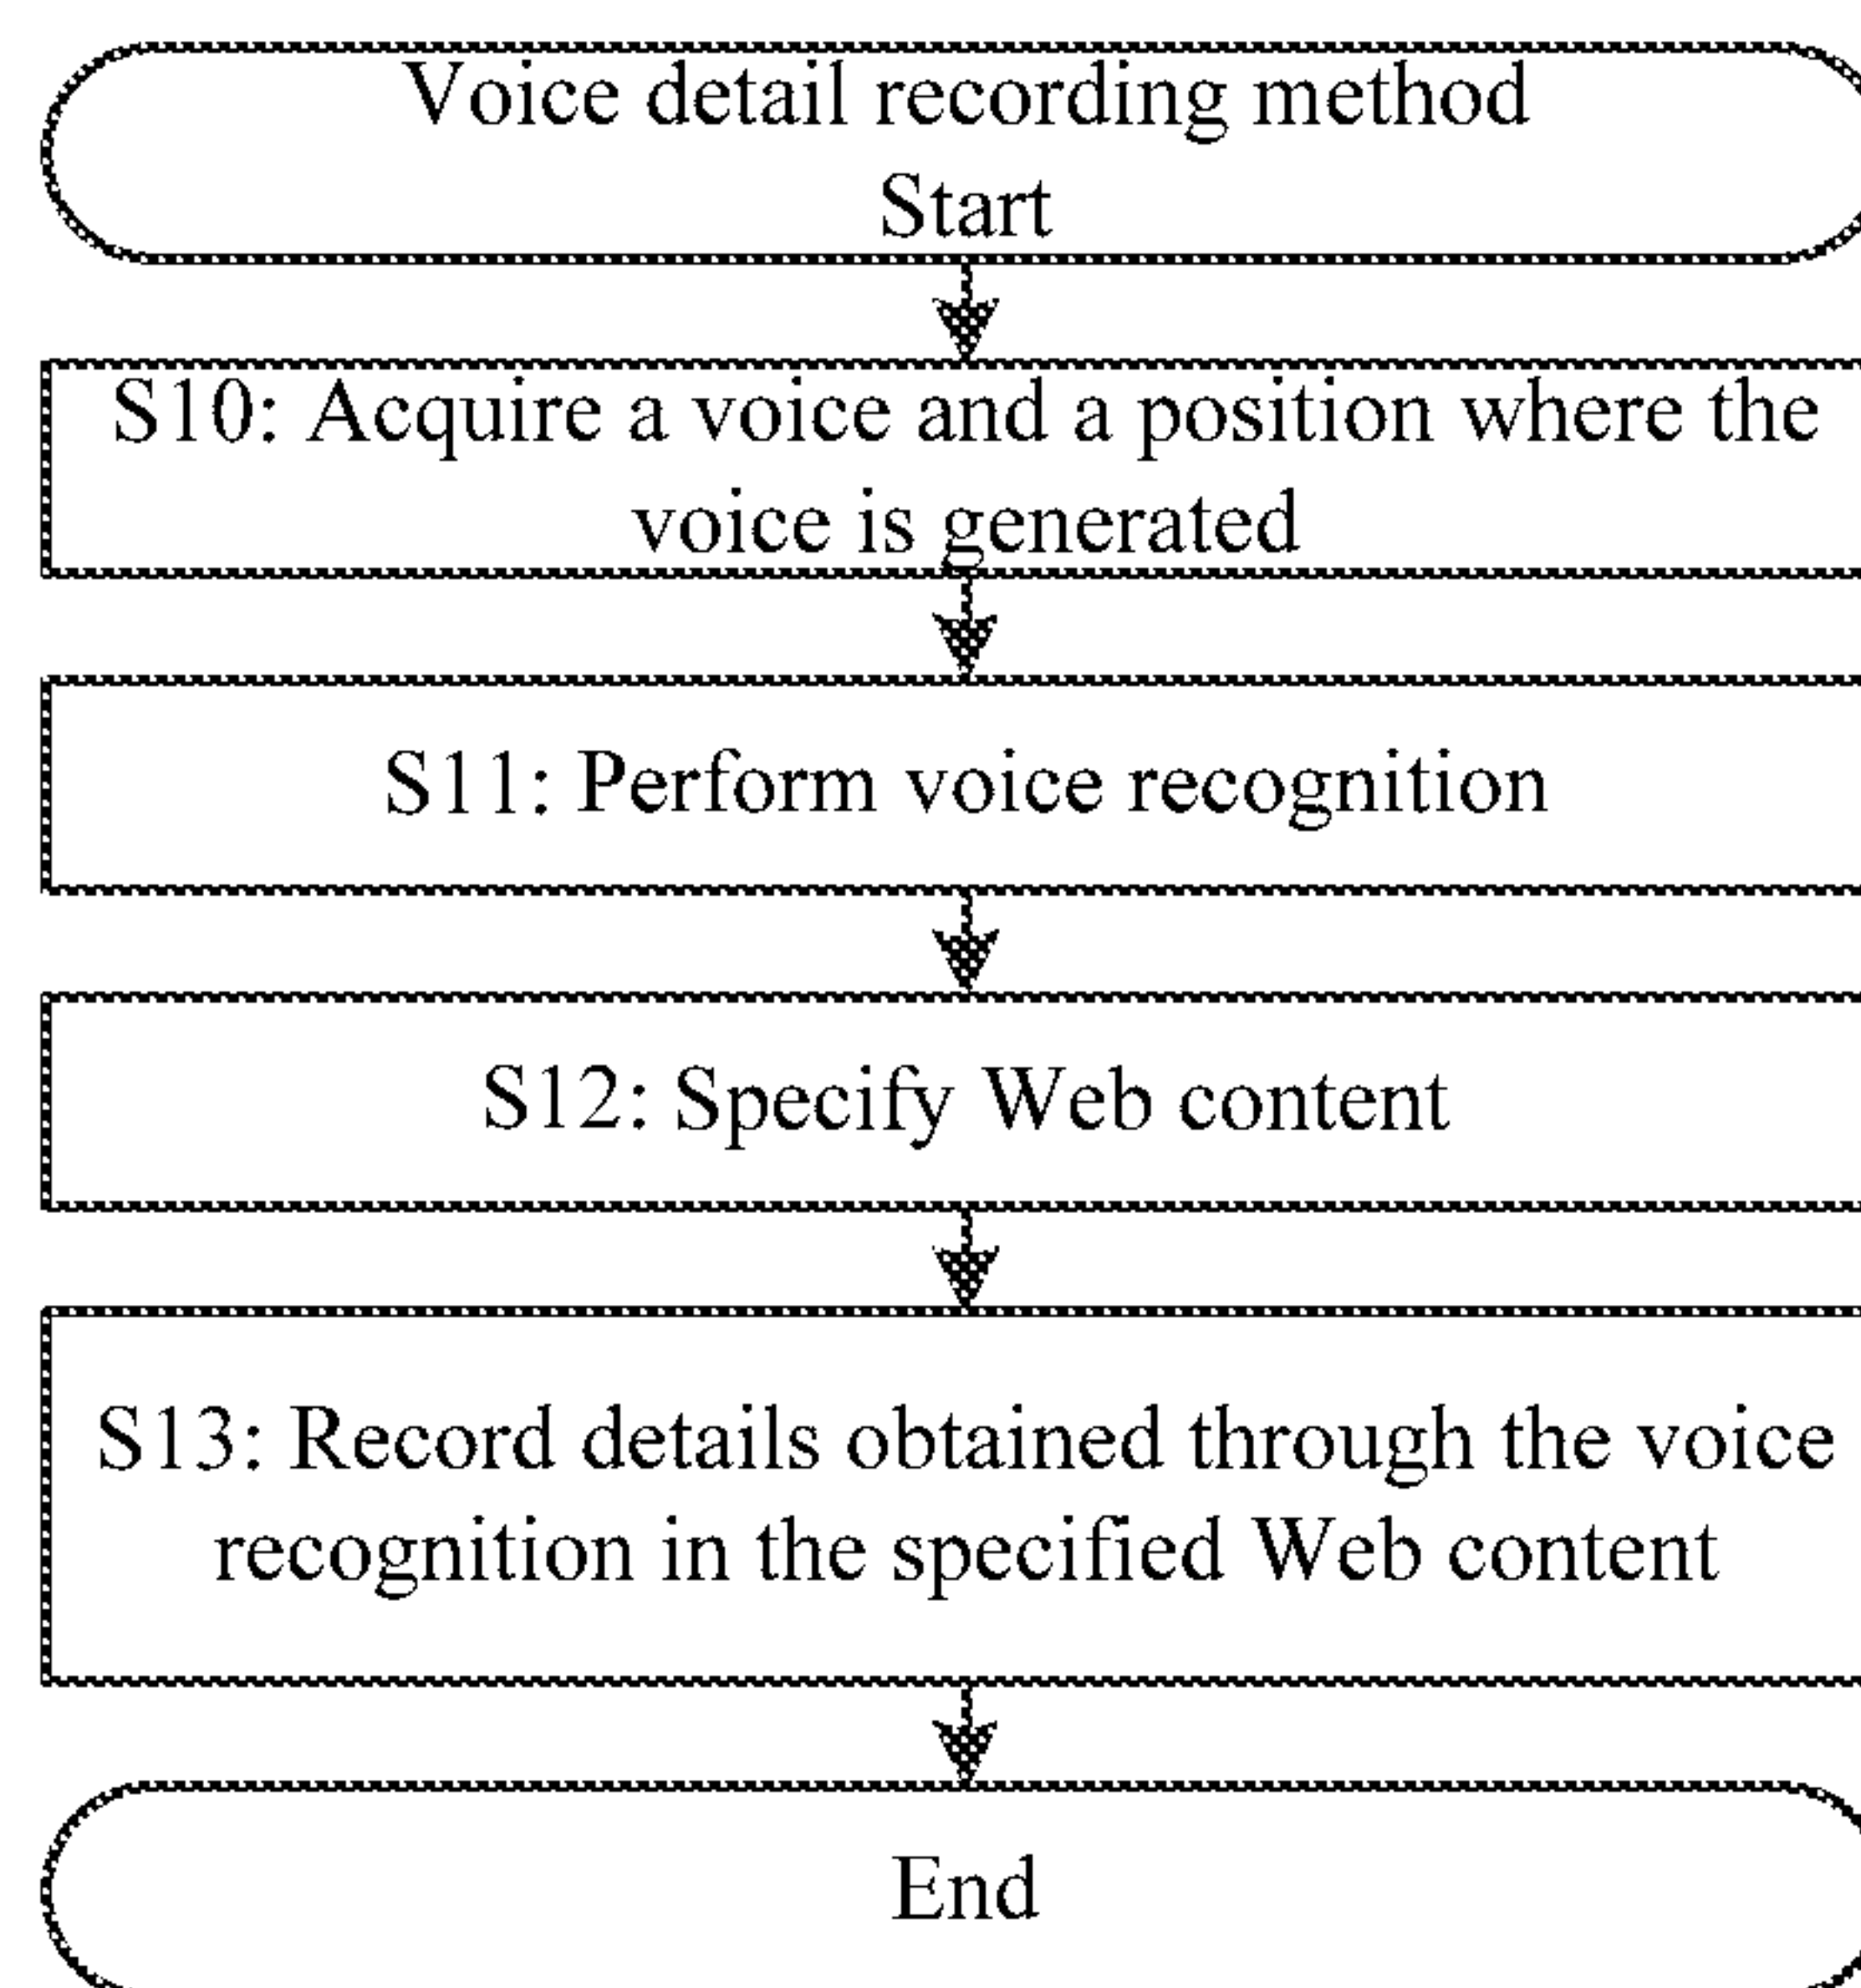 Voice detail recording method
Start
S10: Acquire a voice and a position where the
voice is generated
S11: Perform voice recognition
S12: Specify Web content
S13: Record details obtained through the voice
recognition in the specified Web content
End